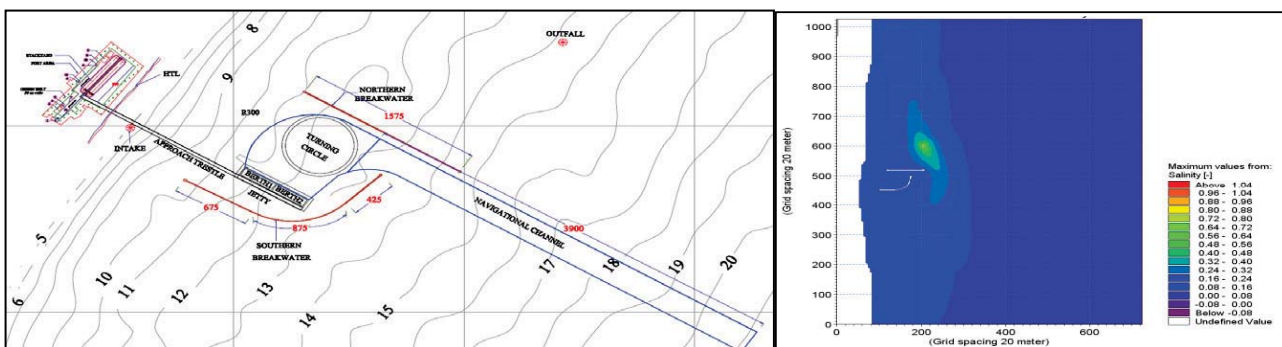 8
OUTFALL
STACKYARD
PORT AREA
HTL
9
GREEN BELT
R300
NORTHERN
BREAKWATER
1575
TURNING
CIRCLE
INTAKE
APPROACH TRESTLE
BERTH1
BERTH2
JETTY
675
875
425
SOUTHERN
BREAKWATER
NAVIGATIONAL CHANNEL
3900
5
6
10
11
12
13
14
15
17
18
19
20
1000
900
800
700
600
500
400
300
200
100
0
(Grid spacing 20 meter)
0 200 400 600
(Grid spacing 20 meter)
Maximum values from:
Salinity [-]
Above 1.04
0.96 - 1.04
0.88 - 0.96
0.80 - 0.88
0.72 - 0.80
0.64 - 0.72
0.56 - 0.64
0.48 - 0.56
0.40 - 0.48
0.32 - 0.40
0.24 - 0.32
0.16 - 0.24
0.08 - 0.16
0.00 - 0.08
-0.08 - 0.00
Below -0.08
Undefined Value